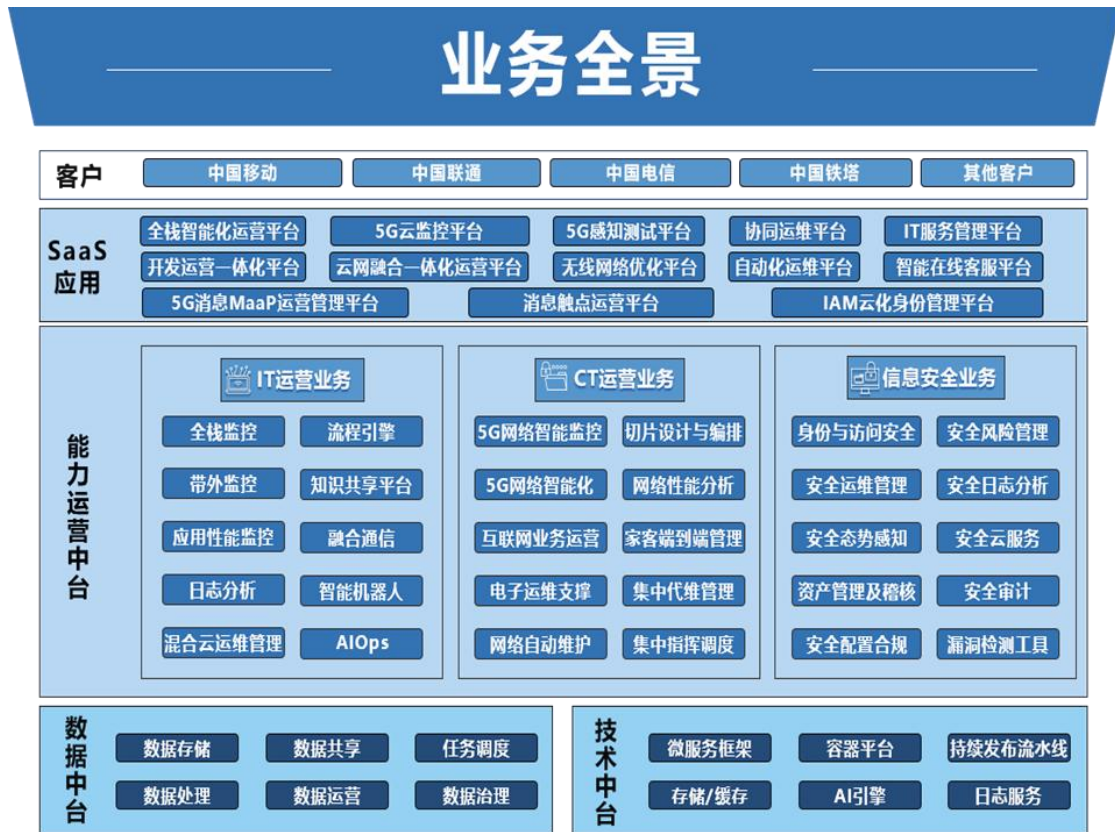 业务全景
客户 中国移动 中国联通 中国电信 中国铁塔 其他客户
SaaS应用
全栈智能化运营平台 5G云监控平台 5G感知测试平台 协同运维平台 IT服务管理平台
开发运营一体化平台 云网融合一体化运营平台 无线网络优化平台 自动化运维平台 智能在线客服平台
5G消息MaaP运营管理平台 消息触点运营平台 IAM云化身份管理平台
能力运营中台
IT运营业务
全栈监控 流程引擎
带外监控 知识共享平台
应用性能监控 融合通信
日志分析 智能机器人
混合云运维管理 AIOps
CT运营业务
5G网络智能监控 切片设计与编排
5G网络智能化 网络性能分析
互联网业务运营 家客端到端管理
电子运维支撑 集中代维管理
网络自动维护 集中指挥调度
信息安全业务
身份与访问安全 安全风险管理
安全运维管理 安全日志分析
安全态势感知 安全云服务
资产管理及稽核 安全审计
安全配置合规 漏洞检测工具
数据中台
数据存储 数据共享 任务调度
数据处理 数据运营 数据治理
技术中台
微服务框架 容器平台 持续发布流水线
存储/缓存 AI引擎 日志服务